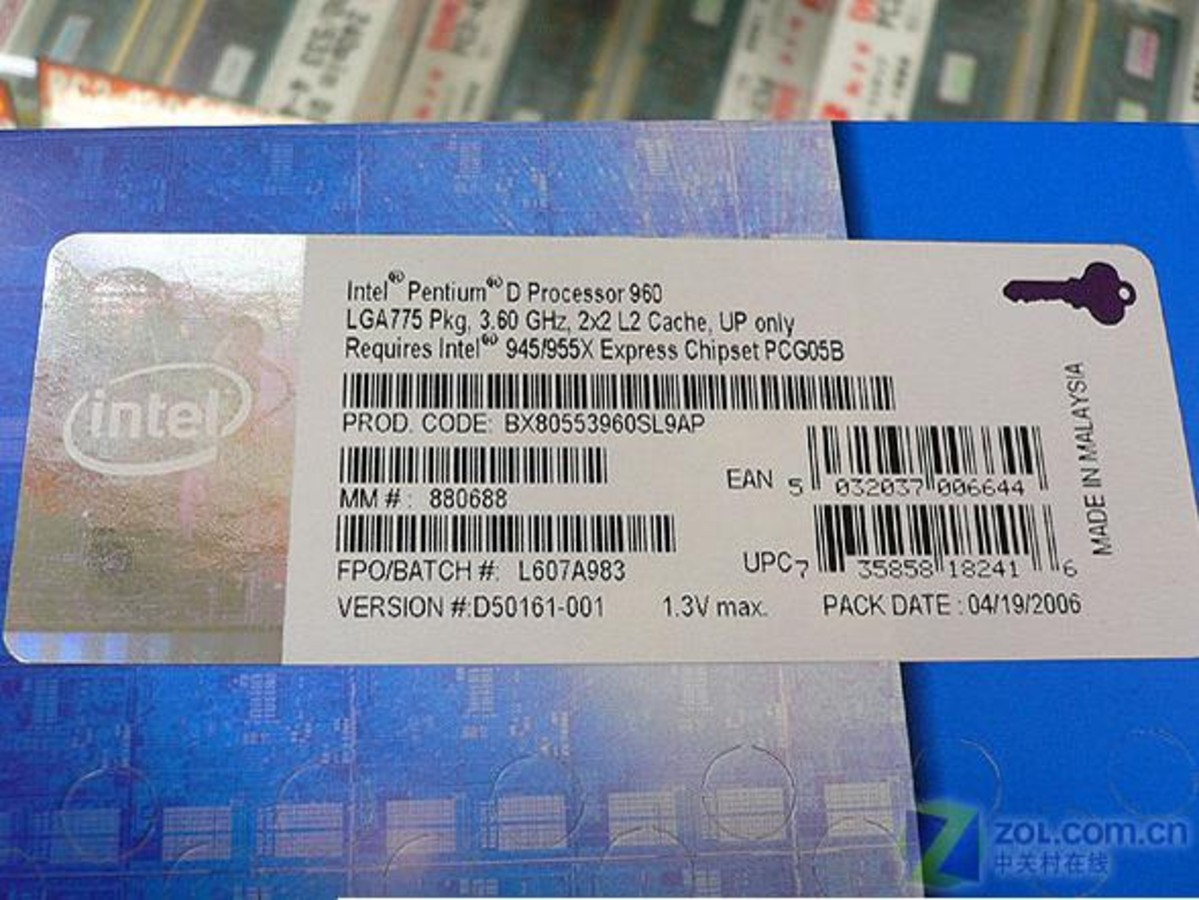 Intel® Pentium® D Processor 960
LGA775 Pkg, 3.60 GHz, 2x2 L2 Cache, UP only
Requires Intel® 945/955X Express Chipset PCG05B
PROD. CODE: BX80553960SL9AP
MM #: 880688
EAN 5 032037 006644
FPO/BATCH #: L607A983
UPC 7 35858 18241 6
VERSION #:D50161-001 1.3V max. PACK DATE : 04/19/2006
MADE IN MALAYSIA
intel
ZOL.COM.CN
中关村在线